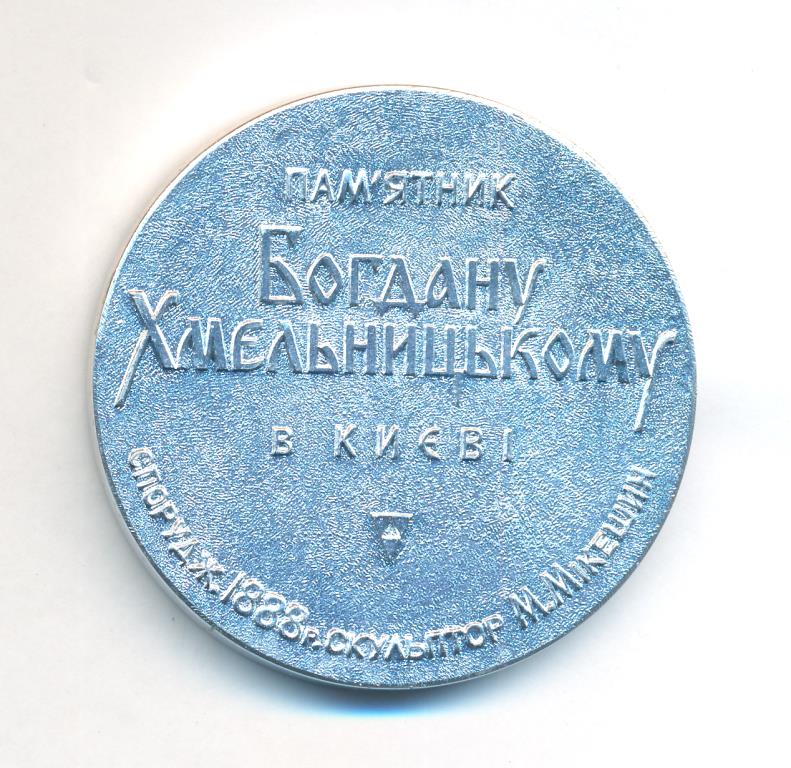 ПАМ'ЯТНИК
БОГДАНУ
ХМЕЛЬНИЦЬКОМУ
В КИЄВІ
СПОРУДЖ. 1888 р. СКУЛЬПТОР М. МІКЕШИН